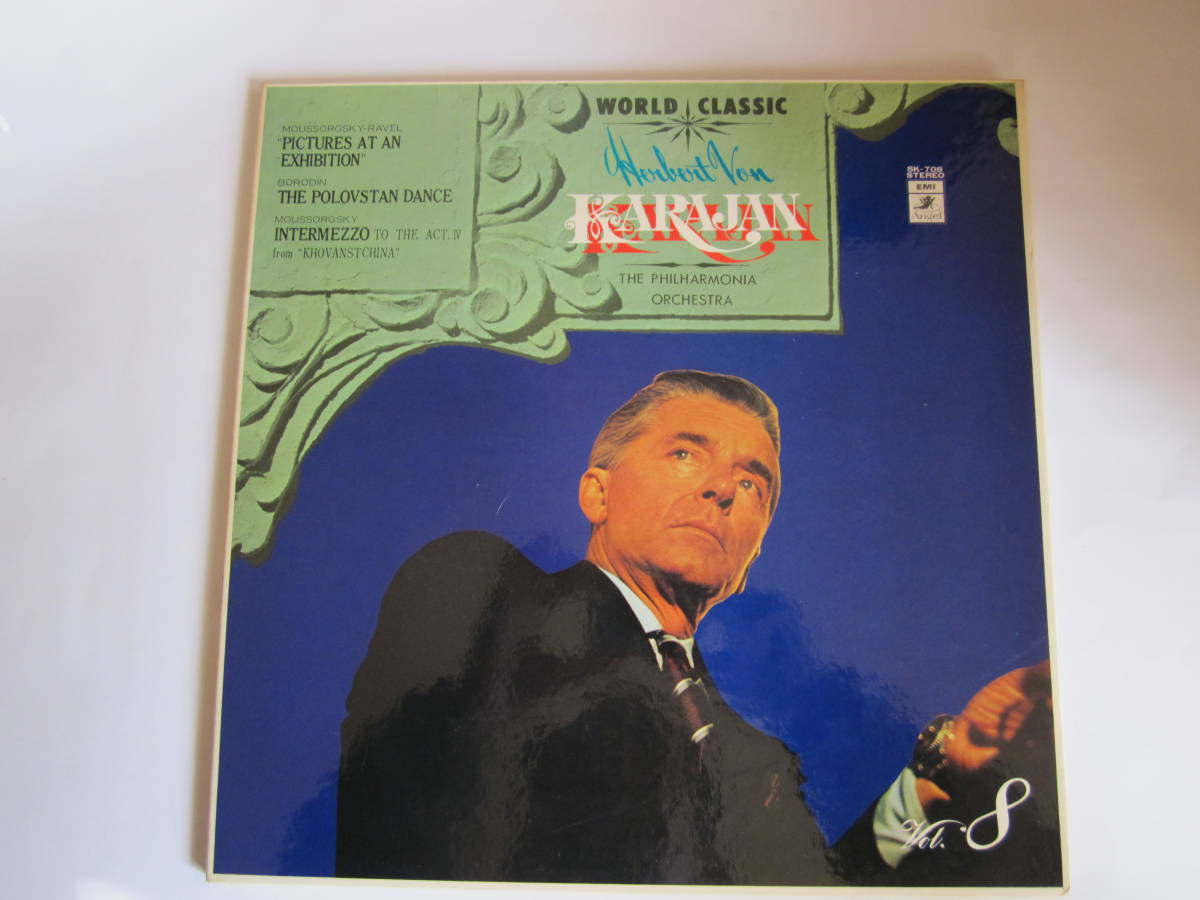 MOUSSORGSKY-RAVEL
"PICTURES AT AN
EXHIBITION"
BORODIN
THE POLOVSTAN DANCE
MOUSSORGSKY
INTERMEZZO TO THE ACT. IV
from "KHOVANSTCHINA"
WORLD CLASSIC
Herbert Von
KARAJAN
THE PHILHARMONIA
ORCHESTRA
SK-708
STEREO
EMI
Angel
Vol. 8